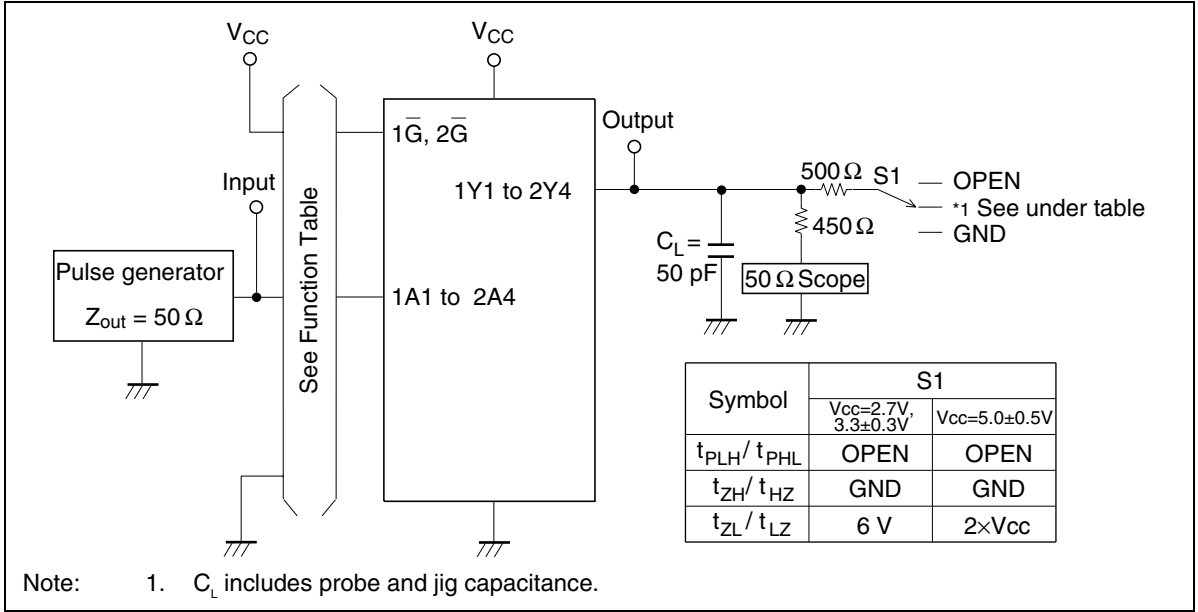 VCC
VCC
Output
1G̅, 2G̅
500 Ω S1
OPEN
Input
1Y1 to 2Y4
*1 See under table
450 Ω
GND
See Function Table
CL =
50 pF
50 Ω Scope
Pulse generator
Zout = 50 Ω
1A1 to 2A4
Symbol S1
Vcc=2.7V, 3.3±0.3V Vcc=5.0±0.5V
tPLH / tPHL OPEN OPEN
tZH / tHZ GND GND
tZL / tLZ 6 V 2×Vcc
Note: 1. CL includes probe and jig capacitance.